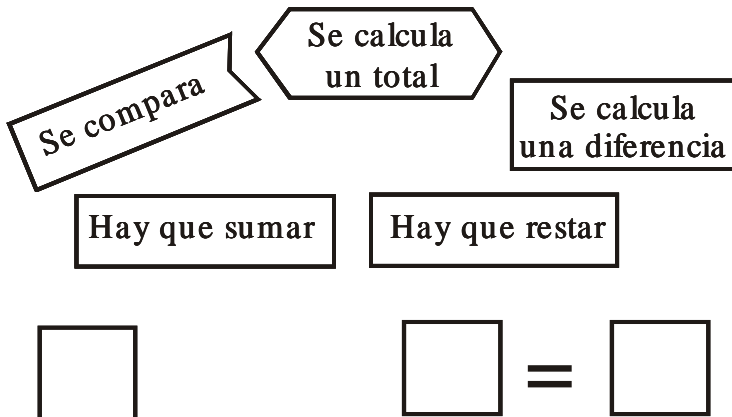 Se calcula
un total
Se compara
Se calcula
una diferencia
Hay que sumar
Hay que restar
=